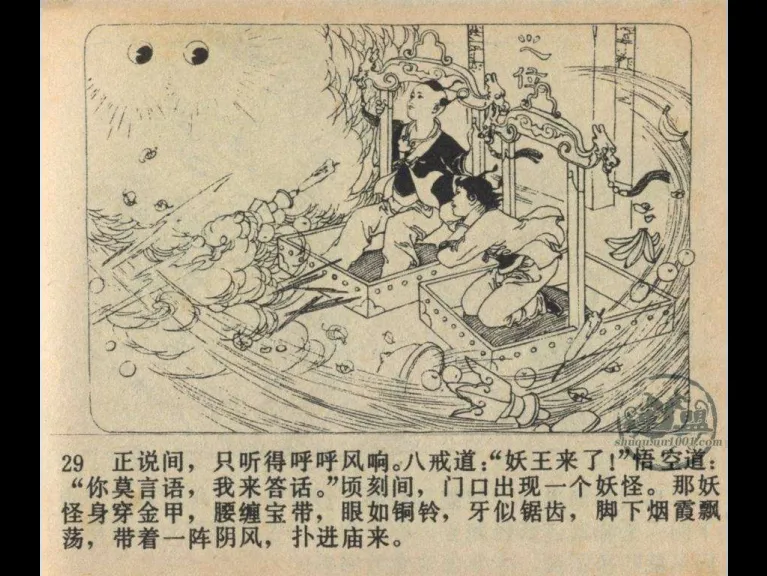 之位
29 正说间，只听得呼呼风响。八戒道：“妖王来了！”悟空道：
“你莫言语，我来答话。”顷刻间，门口出现一个妖怪。那妖
怪身穿金甲，腰缠宝带，眼如铜铃，牙似锯齿，脚下烟霞飘
荡，带着一阵阴风，扑进庙来。
shuquan1001.com